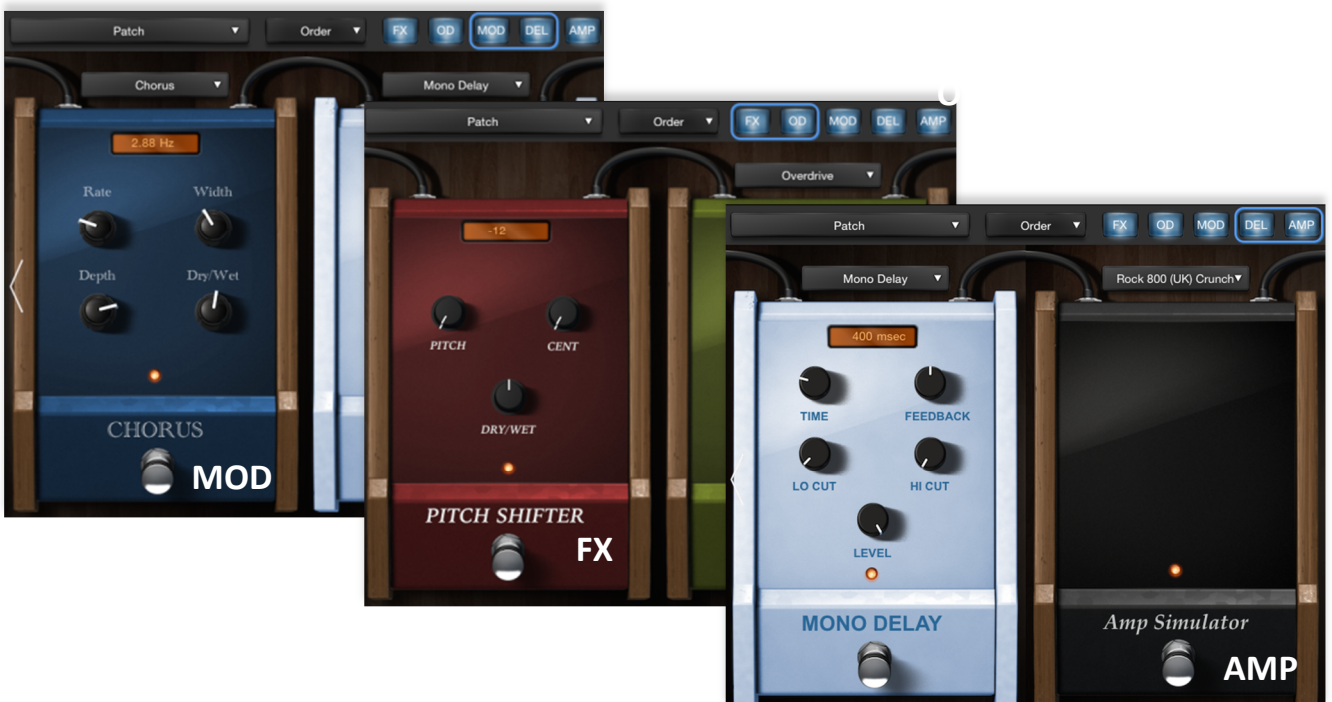 Patch ▼ Order ▼ FX OD MOD DEL AMP
Chorus ▼ Mono Delay ▼
2.88 Hz
Rate Width
Depth Dry/Wet
CHORUS
MOD
Patch ▼ Order ▼ FX OD MOD DEL AMP
Overdrive ▼
-12
PITCH CENT
DRY/WET
PITCH SHIFTER
FX
Patch ▼ Order ▼ FX OD MOD DEL AMP
Mono Delay ▼ Rock 800 (UK) Crunch▼
400 msec
TIME FEEDBACK
LO CUT HI CUT
LEVEL
MONO DELAY
Amp Simulator
AMP